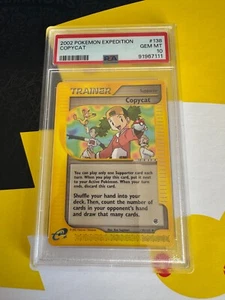 2002 POKEMON EXPEDITION #138
COPYCAT GEM MT
10
PSA 91967111
TRAINER Supporter
Copycat
You can play only one Supporter card each
turn. When you play this card, put it next
to your Active Pokémon. When your turn
ends, discard this card.
Shuffle your hand into your
deck. Then, count the number of
cards in your opponent's hand
and draw that many cards.
e